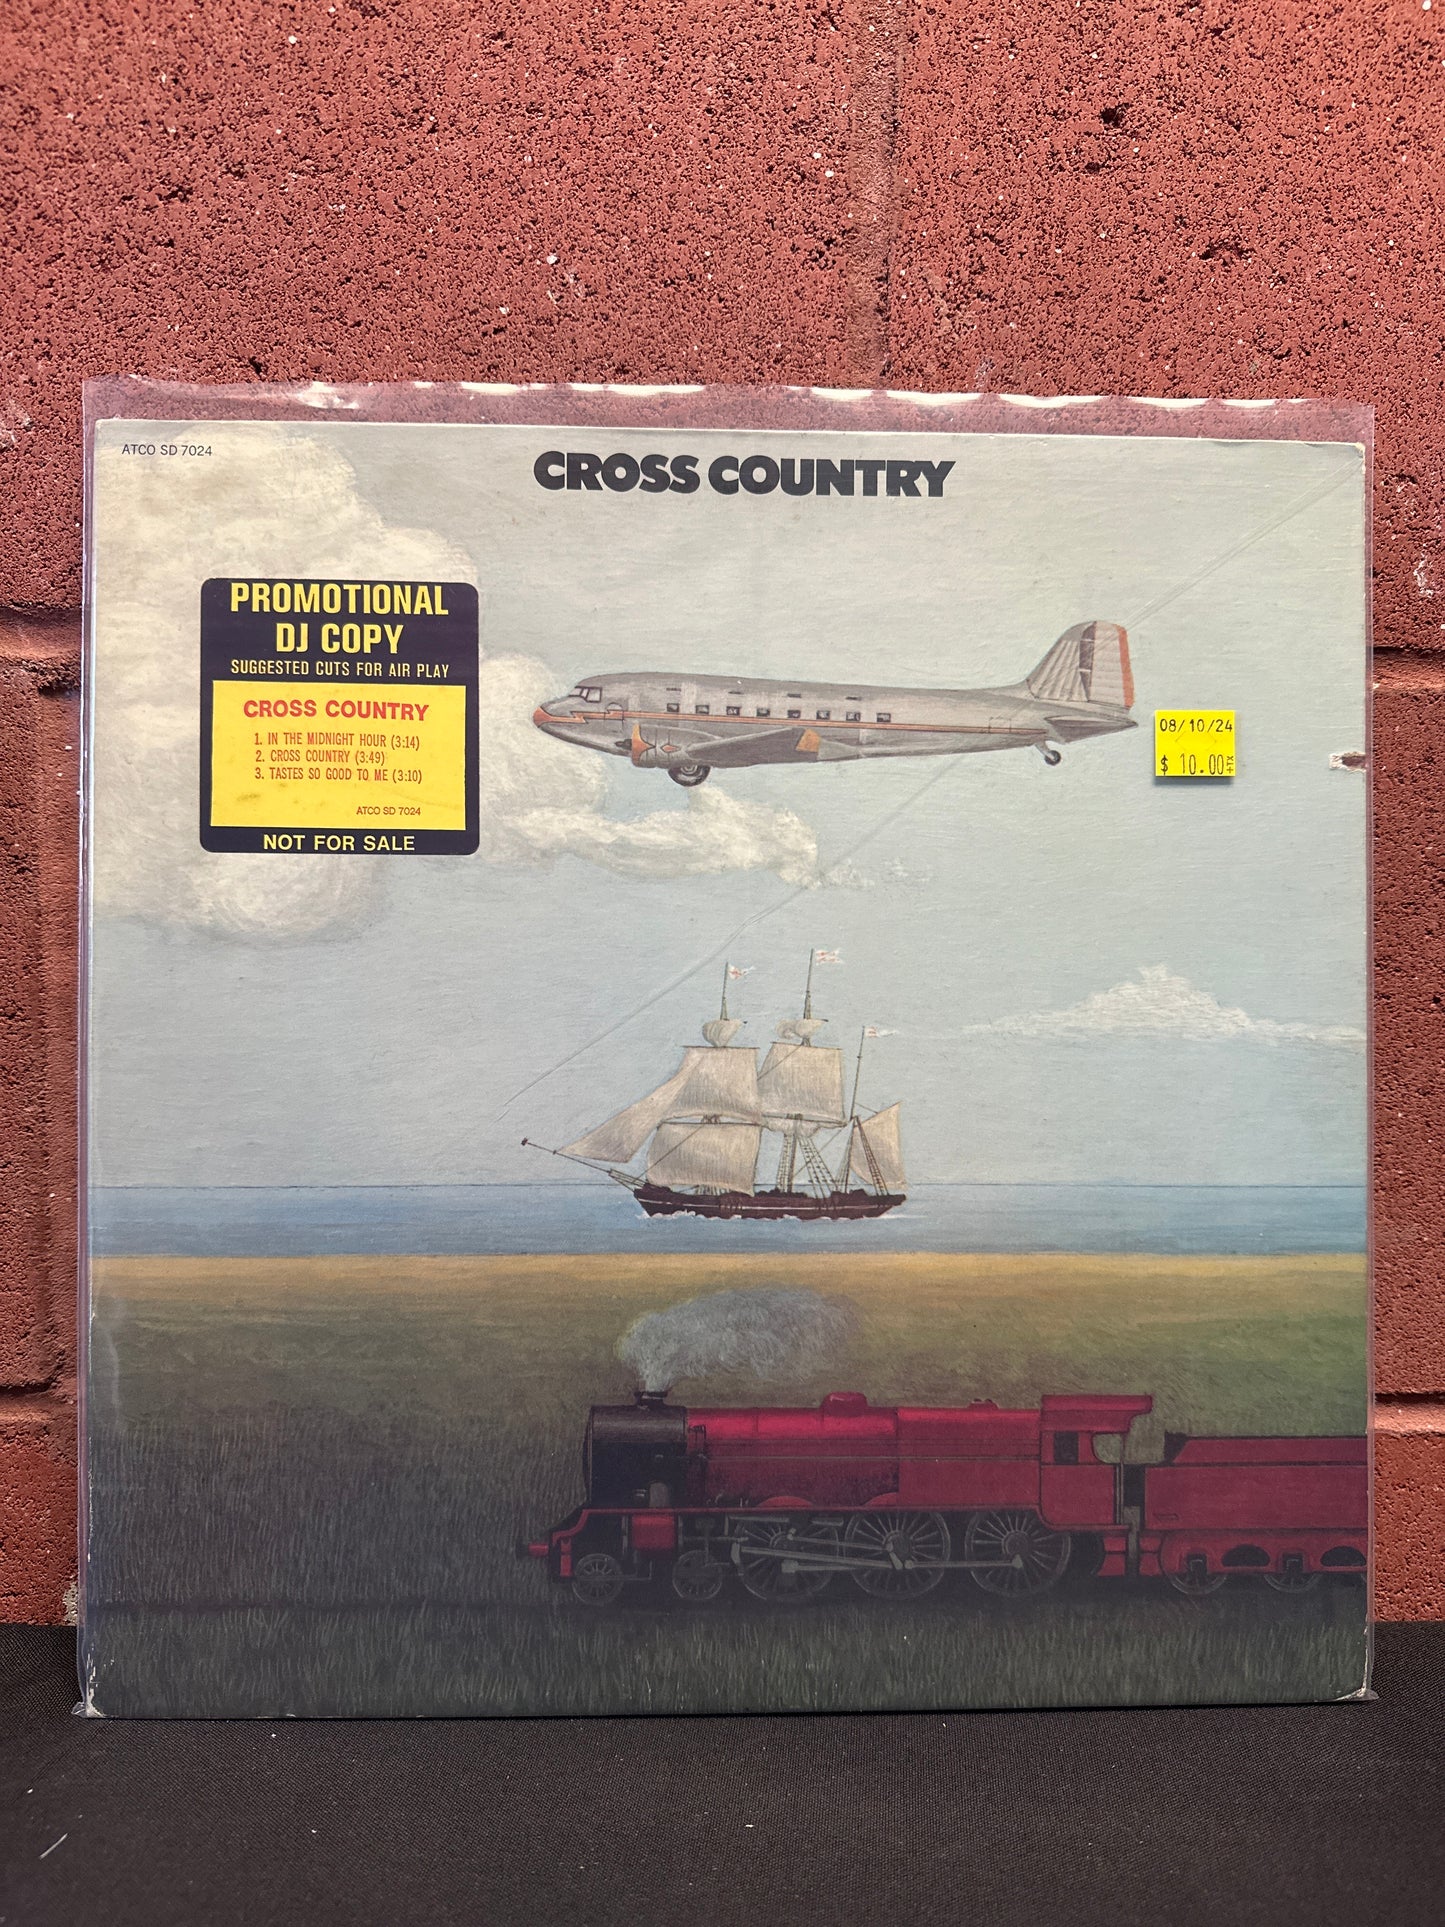 ATCO SD 7024
CROSS COUNTRY
PROMOTIONAL
DJ COPY
SUGGESTED CUTS FOR AIR PLAY
CROSS COUNTRY
1. IN THE MIDNIGHT HOUR (3:14)
2. CROSS COUNTRY (3:49)
3. TASTES SO GOOD TO ME (3:10)
ATCO SD 7024
NOT FOR SALE
08/10/24
$ 10.00